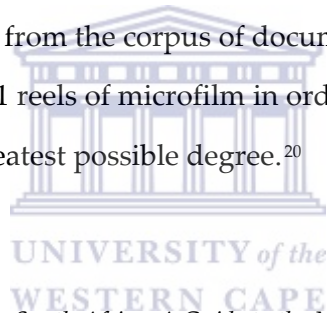 from the corpus of docum
1 reels of microfilm in ord
eatest possible degree.20
UNIVERSITY of the
WESTERN CAPE